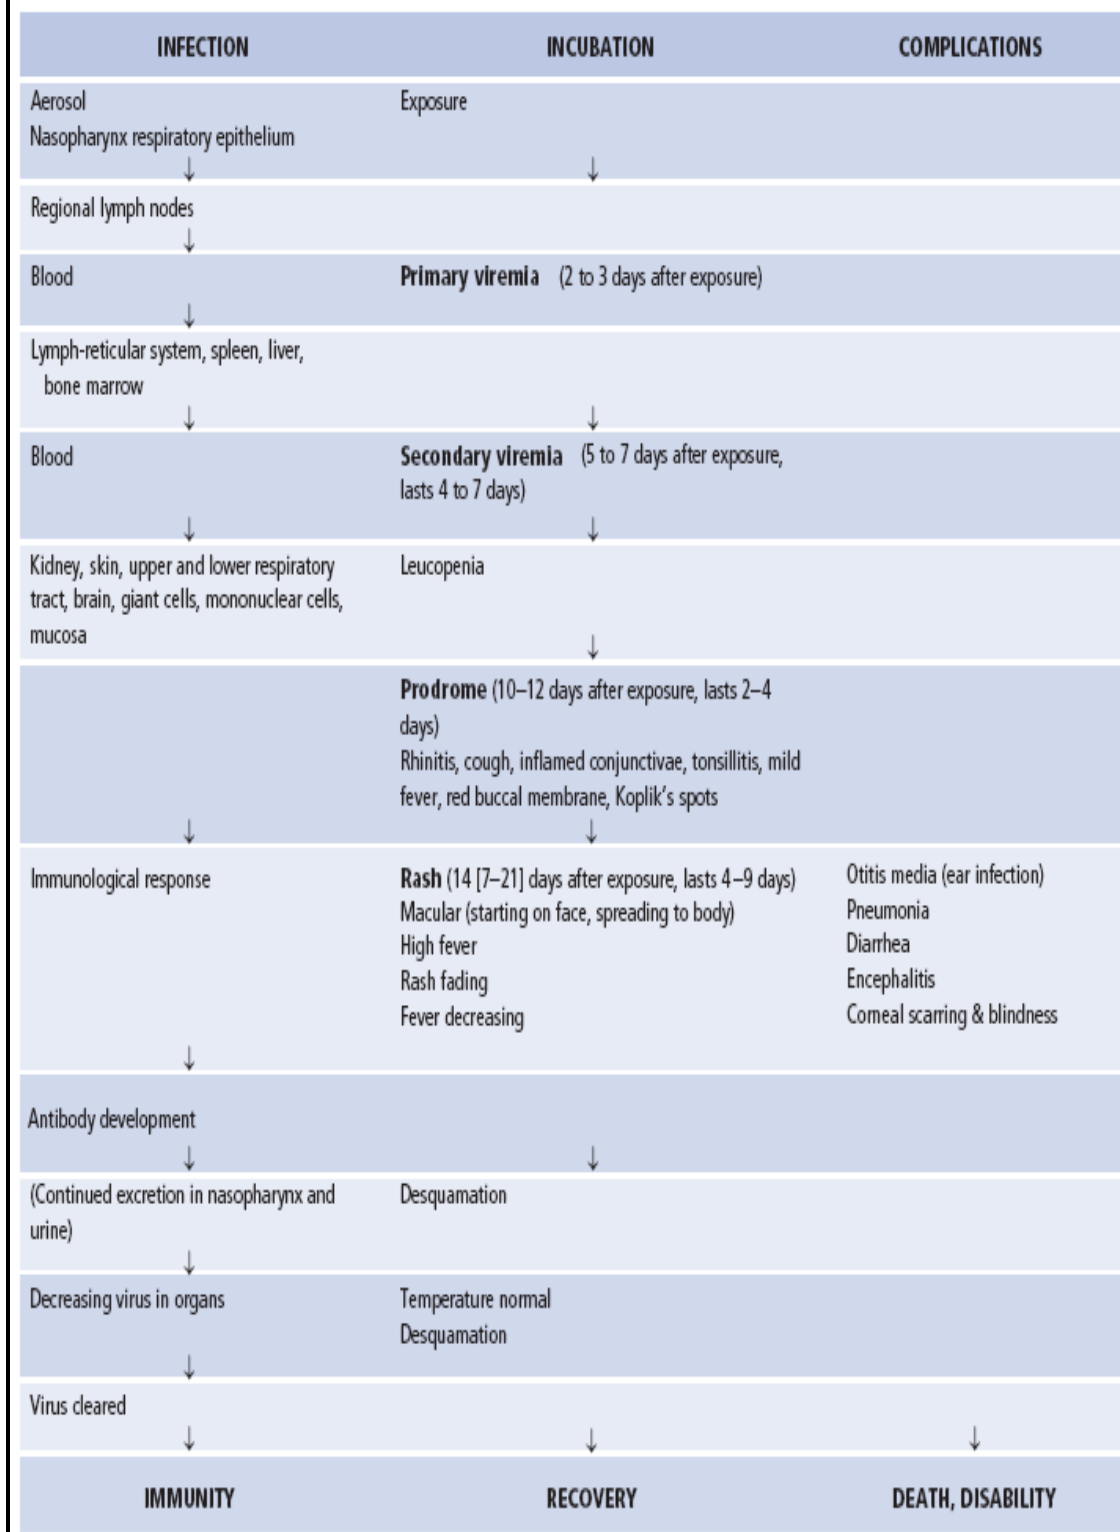 INFECTION INCUBATION COMPLICATIONS
Aerosol Exposure
Nasopharynx respiratory epithelium
↓ ↓
Regional lymph nodes
↓
Blood Primary viremia (2 to 3 days after exposure)
↓
Lymph-reticular system, spleen, liver,
bone marrow
↓ ↓
Blood Secondary viremia (5 to 7 days after exposure,
lasts 4 to 7 days)
↓ ↓
Kidney, skin, upper and lower respiratory Leucopenia
tract, brain, giant cells, mononuclear cells,
mucosa
↓
Prodrome (10–12 days after exposure, lasts 2–4
days)
Rhinitis, cough, inflamed conjunctivae, tonsillitis, mild
fever, red buccal membrane, Koplik's spots
↓ ↓
Immunological response Rash (14 [7–21] days after exposure, lasts 4–9 days) Otitis media (ear infection)
Macular (starting on face, spreading to body) Pneumonia
High fever Diarrhea
Rash fading Encephalitis
Fever decreasing Corneal scarring & blindness
↓
Antibody development
↓ ↓
(Continued excretion in nasopharynx and Desquamation
urine)
↓
Decreasing virus in organs Temperature normal
Desquamation
↓
Virus cleared
↓ ↓ ↓
IMMUNITY RECOVERY DEATH, DISABILITY